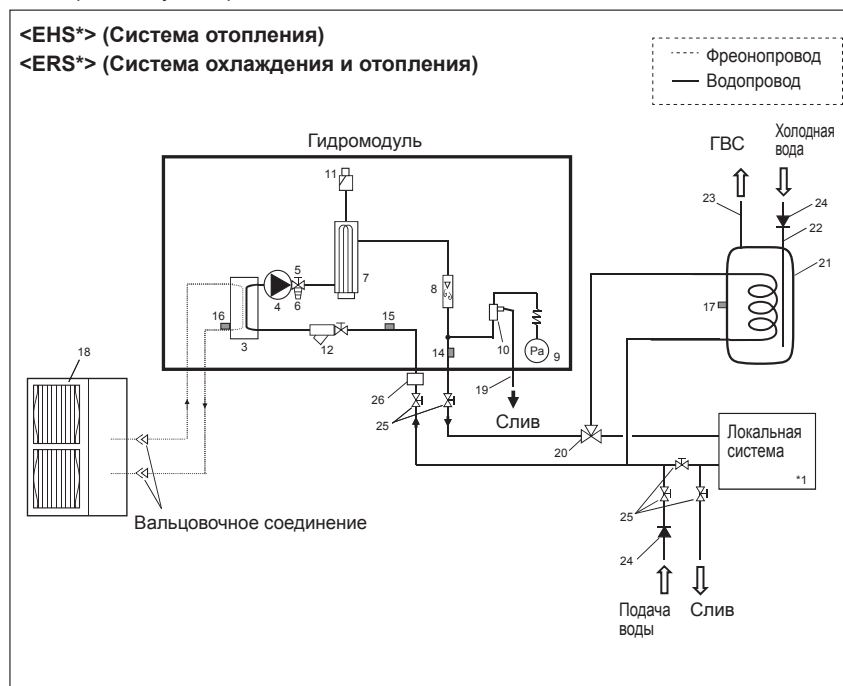 <EHS*> (Система отопления)
<ERS*> (Система охлаждения и отопления)
Фреонопровод
Водопровод
Гидромодуль
ГВС
Холодная
вода
11
23
24
22
21
5
7
6
4
8
17
16
3
15
12
14
10
Pa
9
18
26
19
25
Слив
20
Локальная
система
*1
Вальцовочное соединение
25
24
Подача
воды
Слив